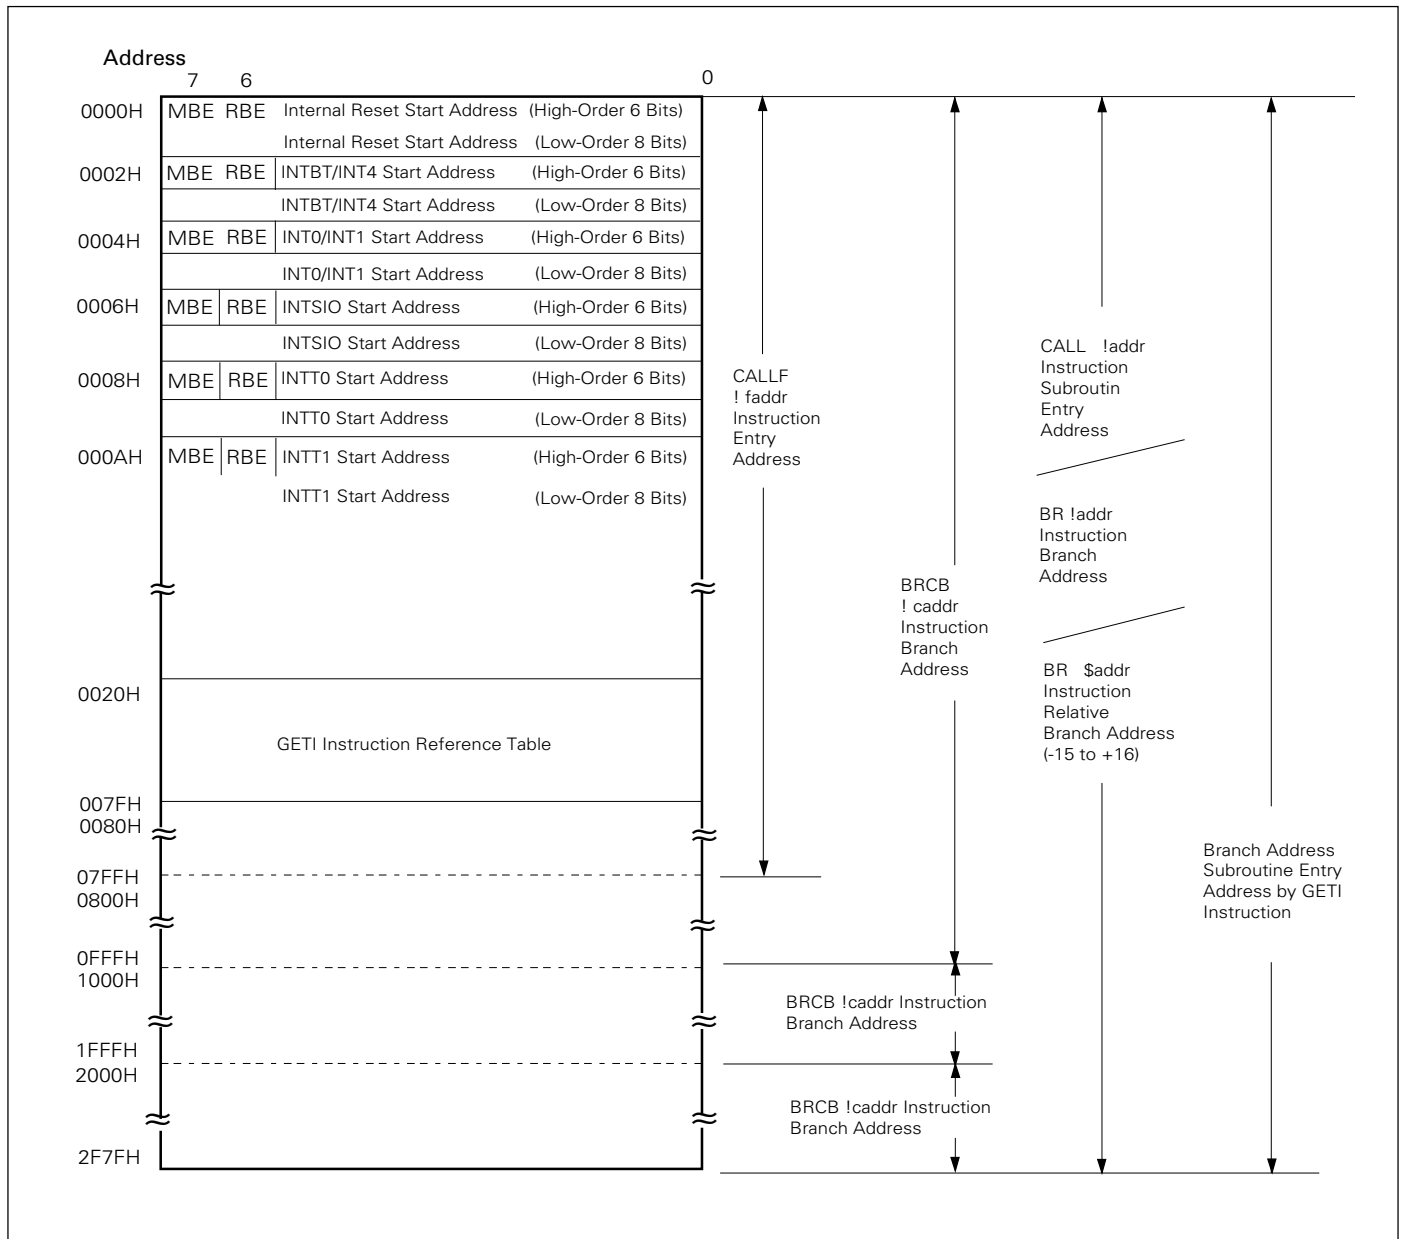 Address
7 6 0
0000H MBE RBE Internal Reset Start Address (High-Order 6 Bits)
Internal Reset Start Address (Low-Order 8 Bits)
0002H MBE RBE INTBT/INT4 Start Address (High-Order 6 Bits)
INTBT/INT4 Start Address (Low-Order 8 Bits)
0004H MBE RBE INT0/INT1 Start Address (High-Order 6 Bits)
INT0/INT1 Start Address (Low-Order 8 Bits)
0006H MBE RBE INTSIO Start Address (High-Order 6 Bits)
INTSIO Start Address (Low-Order 8 Bits)
0008H MBE RBE INTT0 Start Address (High-Order 6 Bits)
INTT0 Start Address (Low-Order 8 Bits)
000AH MBE RBE INTT1 Start Address (High-Order 6 Bits)
INTT1 Start Address (Low-Order 8 Bits)
0020H
GETI Instruction Reference Table
007FH
0080H
07FFH
0800H
0FFFH
1000H
1FFFH
2000H
2F7FH
CALLF
! faddr
Instruction
Entry
Address
BRCB
! caddr
Instruction
Branch
Address
BRCB !caddr Instruction
Branch Address
BRCB !caddr Instruction
Branch Address
CALL !addr
Instruction
Subroutin
Entry
Address
BR !addr
Instruction
Branch
Address
BR $addr
Instruction
Relative
Branch Address
(-15 to +16)
Branch Address
Subroutine Entry
Address by GETI
Instruction